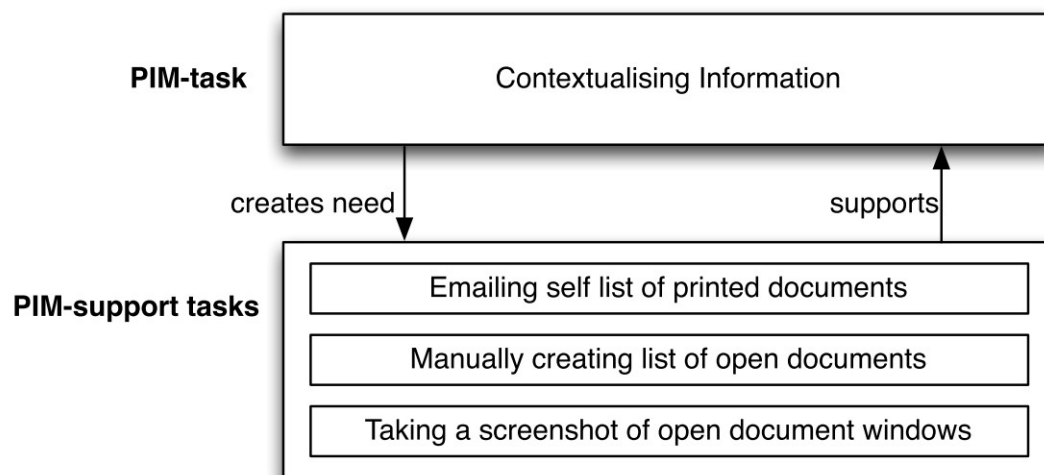 PIM-task
Contextualising Information
creates need
supports
PIM-support tasks
Emailing self list of printed documents
Manually creating list of open documents
Taking a screenshot of open document windows